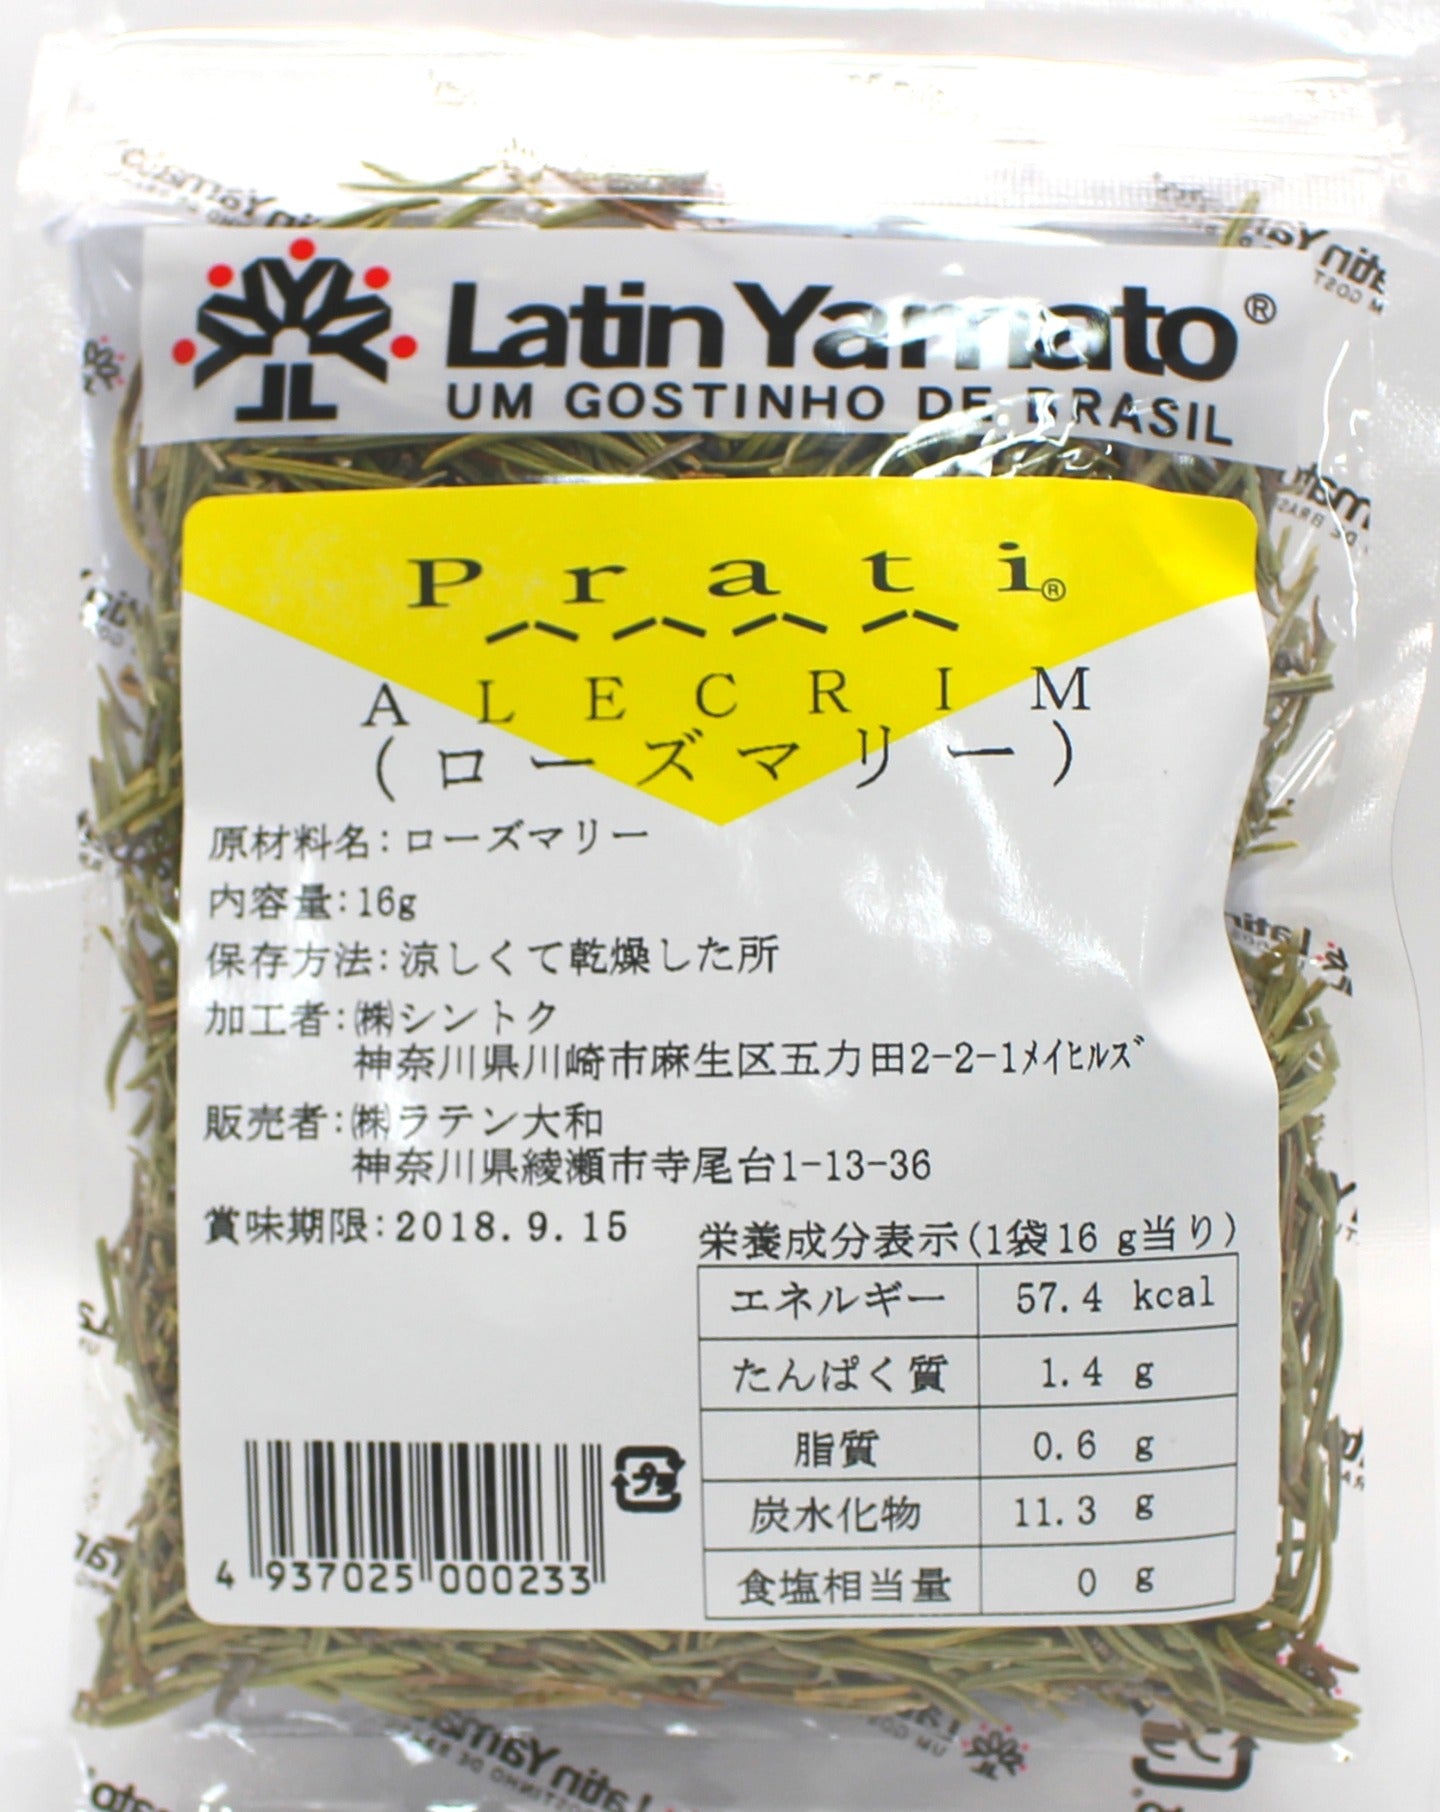 Latin Yamato®
UM GOSTINHO DE BRASIL
Prati®
ALECRIM
(ローズマリー)
原材料名:ローズマリー
内容量:16g
保存方法:涼しくて乾燥した所
加工者:㈱シントク
神奈川県川崎市麻生区五力田2-2-1ﾒｲﾋﾙｽﾞ
販売者:㈱ラテン大和
神奈川県綾瀬市寺尾台1-13-36
賞味期限:2018.9.15
栄養成分表示(1袋16 g当り)
エネルギー 57.4 kcal
たんぱく質 1.4 g
脂質 0.6 g
炭水化物 11.3 g
食塩相当量 0 g
プラ
4 937025 000233